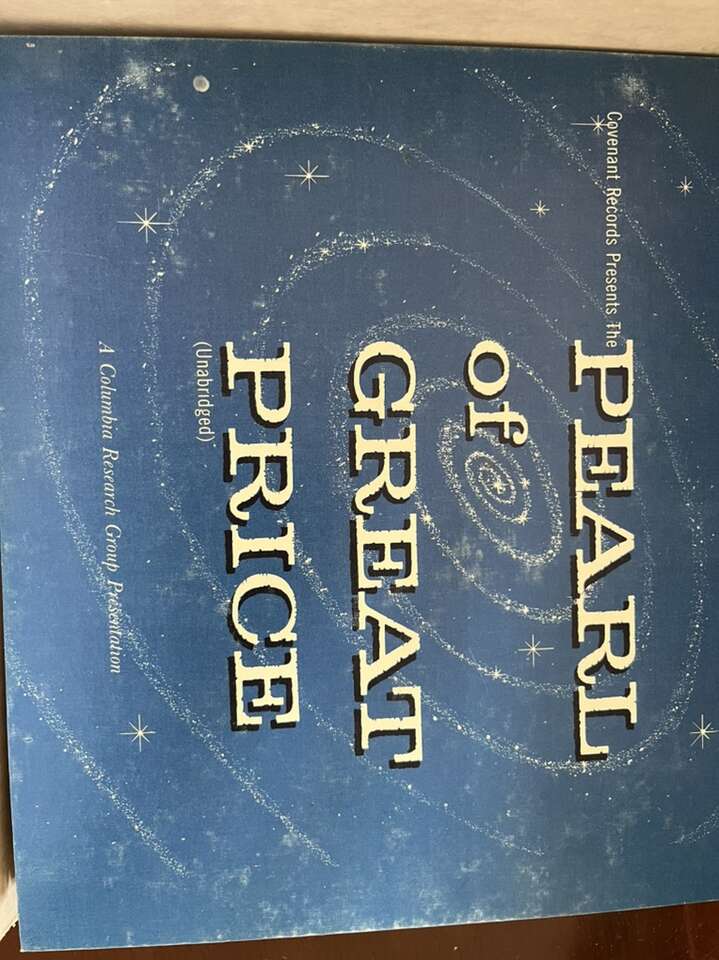 Covenant Records Presents The
PEARL
of
GREAT
PRICE
(Unabridged)
A Columbia Research Group Presentation